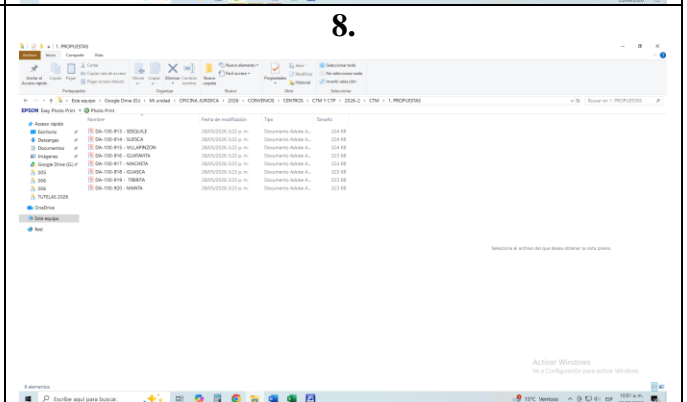 8.
1. PROPUESTAS
Archivo Inicio Compartir Vista
Anclar al Acceso rápido Copiar Pegar Cortar Copiar ruta de acceso Pegar acceso directo
Mover a Copiar a Eliminar Cambiar nombre Nueva carpeta Nuevo elemento Fácil acceso
Propiedades Abrir Modificar Historial Seleccionar todo No seleccionar nada Invertir selección
Portapapeles Organizar Nuevo Abrir Seleccionar
Este equipo > Google Drive (G:) > Mi unidad > OFICINA JURÍDICA > 2026 > CONVENIOS > CENTROS > CTM Y CTP > 2026-2 > CTM > 1. PROPUESTAS
Buscar en 1. PROPUESTAS
EPSON Easy Photo Print Photo Print
Nombre Fecha de modificación Tipo Tamaño
Acceso rápido
Escritorio
Descargas
Documentos
Imágenes
Google Drive (G:)
005
006
TUTELAS 2026
OneDrive
Este equipo
Red
DA-100-913 - SESQUILE Documento Adobe A...
DA-100-914 - SUESCA Documento Adobe A...
DA-100-915 - VILLAPINZON Documento Adobe A...
DA-100-916 - GUATAVITA Documento Adobe A...
DA-100-917 - MACHETA Documento Adobe A...
DA-100-918 - GUASCA Documento Adobe A...
DA-100-919 - TIBIRITA Documento Adobe A...
DA-100-920 - MANTA Documento Adobe A...
Seleccione el archivo del que desea obtener la vista previa.
Activar Windows
Ve a Configuración para activar Windows.
8 elementos
Escribe aquí para buscar.
15°C Ventoso
ESP